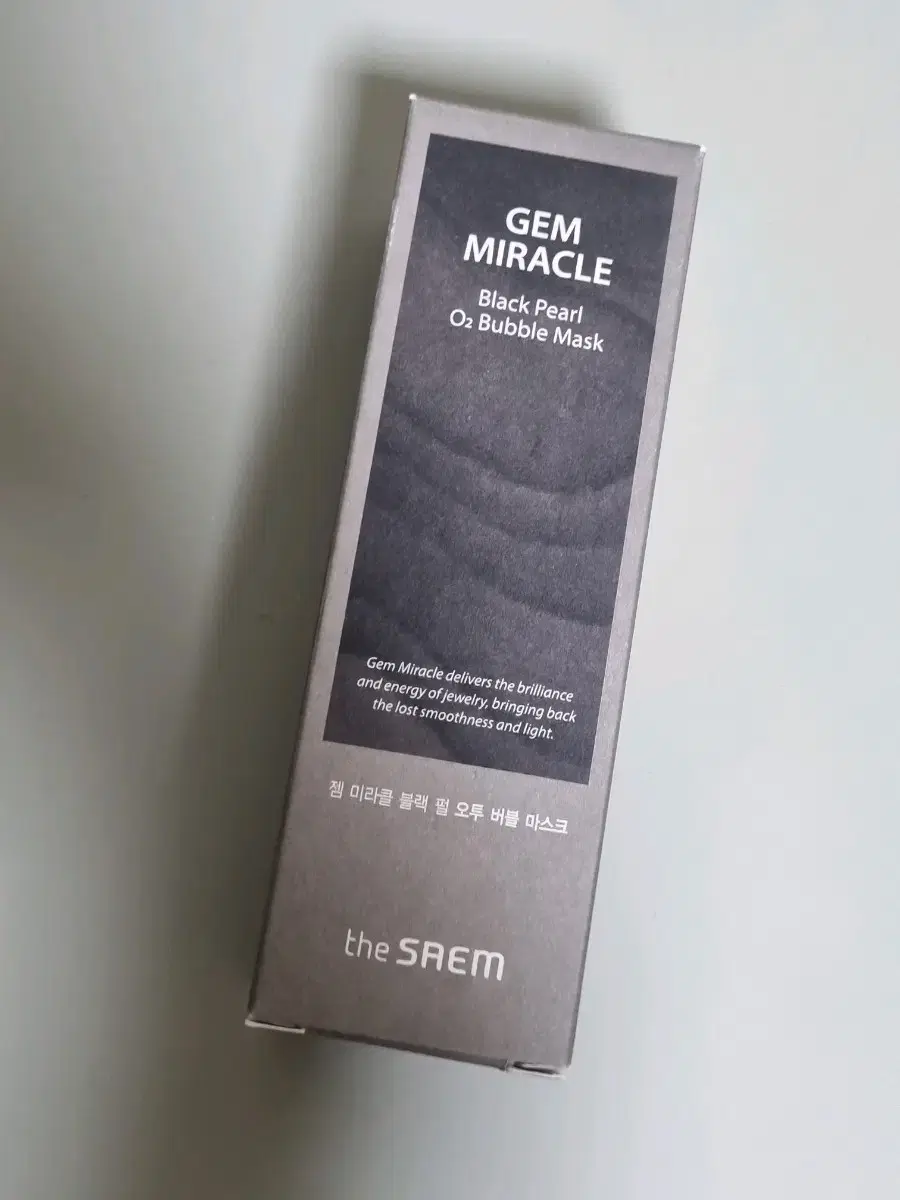 GEM
MIRACLE
Black Pearl
O₂ Bubble Mask
Gem Miracle delivers the brilliance
and energy of jewelry, bringing back
the lost smoothness and light.
젬 미라클 블랙 펄 오투 버블 마스크
the SAEM